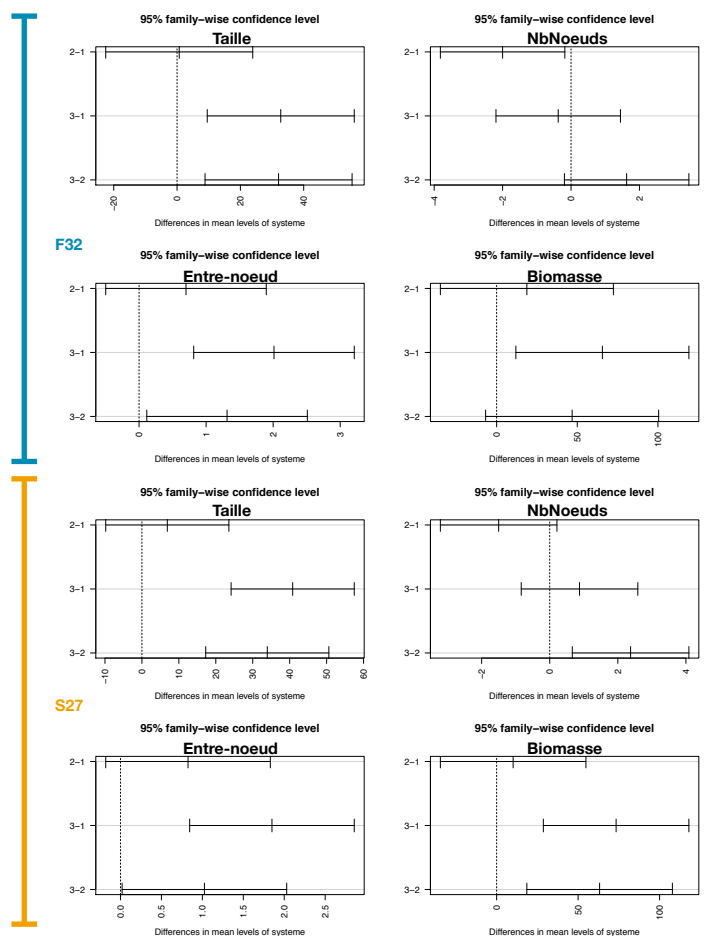 95% family−wise confidence level
Taille
2−1
3−1
3−2
−20
0
20
40
Differences in mean levels of systeme
95% family−wise confidence level
NbNoeuds
2−1
3−1
3−2
−4
−2
0
2
Differences in mean levels of systeme
F32
95% family−wise confidence level
Entre-noeud
2−1
3−1
3−2
0
1
2
3
Differences in mean levels of systeme
95% family−wise confidence level
Biomasse
2−1
3−1
3−2
0
50
100
Differences in mean levels of systeme
95% family−wise confidence level
Taille
2−1
3−1
3−2
−10
0
10
20
30
40
50
60
Differences in mean levels of systeme
95% family−wise confidence level
NbNoeuds
2−1
3−1
3−2
−2
0
2
4
Differences in mean levels of systeme
S27
95% family−wise confidence level
Entre-noeud
2−1
3−1
3−2
0.0
0.5
1.0
1.5
2.0
2.5
Differences in mean levels of systeme
95% family−wise confidence level
Biomasse
2−1
3−1
3−2
0
50
100
Differences in mean levels of systeme